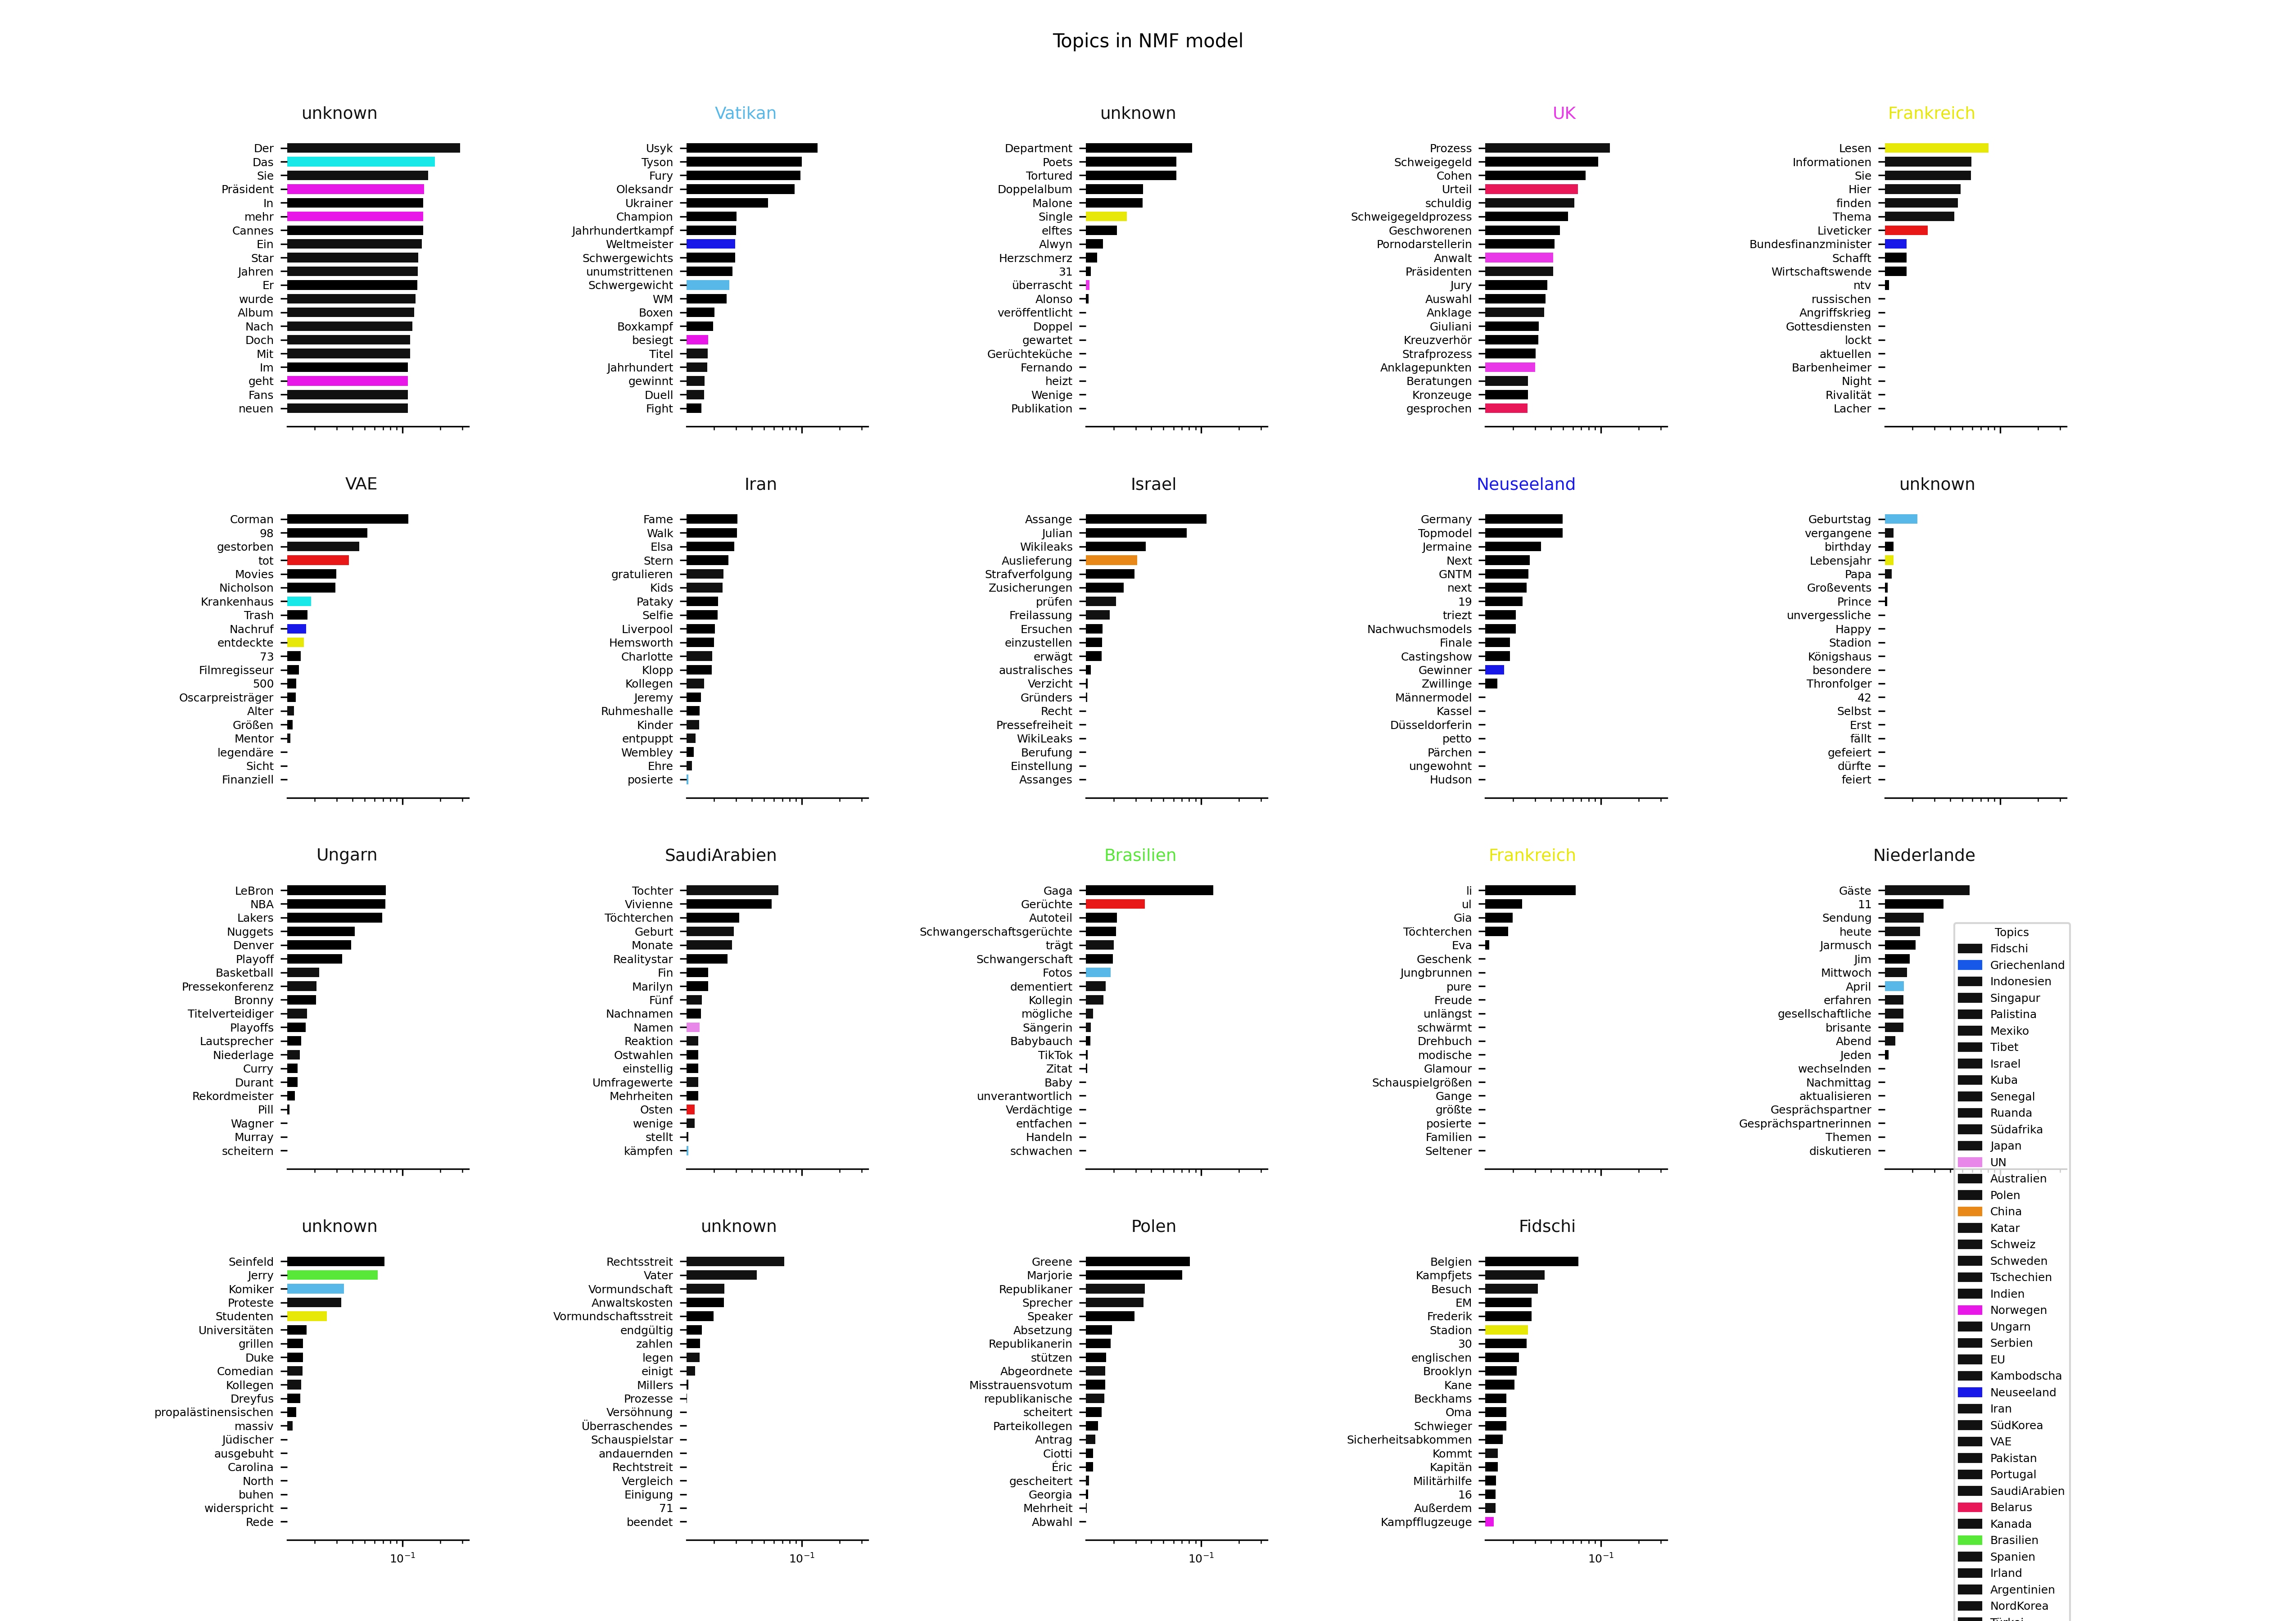 Topics in NMF model
unknown
Der
Das
Sie
Präsident
In
mehr
Cannes
Ein
Star
Jahren
Er
wurde
Album
Nach
Doch
Mit
Im
geht
Fans
neuen
Vatikan
Usyk
Tyson
Fury
Oleksandr
Ukrainer
Champion
Jahrhundertkampf
Weltmeister
Schwergewichts
unumstrittenen
Schwergewicht
WM
Boxen
Boxkampf
besiegt
Titel
Jahrhundert
gewinnt
Duell
Fight
unknown
Department
Poets
Tortured
Doppelalbum
Malone
Single
elftes
Alwyn
Herzschmerz
31
überrascht
Alonso
veröffentlicht
Doppel
gewartet
Gerüchteküche
Fernando
heizt
Wenige
Publikation
UK
Prozess
Schweigegeld
Cohen
Urteil
schuldig
Schweigegeldprozess
Geschworenen
Pornodarstellerin
Anwalt
Präsidenten
Jury
Auswahl
Anklage
Giuliani
Kreuzverhör
Strafprozess
Anklagepunkten
Beratungen
Kronzeuge
gesprochen
Frankreich
Lesen
Informationen
Sie
Hier
finden
Thema
Liveticker
Bundesfinanzminister
Schafft
Wirtschaftswende
ntv
russischen
Angriffskrieg
Gottesdiensten
lockt
aktuellen
Barbenheimer
Night
Rivalität
Lacher
VAE
Corman
98
gestorben
tot
Movies
Nicholson
Krankenhaus
Trash
Nachruf
entdeckte
73
Filmregisseur
500
Oscarpreisträger
Alter
Größen
Mentor
legendäre
Sicht
Finanziell
Iran
Fame
Walk
Elsa
Stern
gratulieren
Kids
Pataky
Selfie
Liverpool
Hemsworth
Charlotte
Klopp
Kollegen
Jeremy
Ruhmeshalle
Kinder
entpuppt
Wembley
Ehre
posierte
Israel
Assange
Julian
Wikileaks
Auslieferung
Strafverfolgung
Zusicherungen
prüfen
Freilassung
Ersuchen
einzustellen
erwägt
australisches
Verzicht
Gründers
Recht
Pressefreiheit
WikiLeaks
Berufung
Einstellung
Assanges
Neuseeland
Germany
Topmodel
Jermaine
Next
GNTM
next
19
triezt
Nachwuchsmodels
Finale
Castingshow
Gewinner
Zwillinge
Männermodel
Kassel
Düsseldorferin
petto
Pärchen
ungewohnt
Hudson
unknown
Geburtstag
vergangene
birthday
Lebensjahr
Papa
Großevents
Prince
unvergessliche
Happy
Stadion
Königshaus
besondere
Thronfolger
42
Selbst
Erst
fällt
gefeiert
dürfte
feiert
Ungarn
LeBron
NBA
Lakers
Nuggets
Denver
Playoff
Basketball
Pressekonferenz
Bronny
Titelverteidiger
Playoffs
Lautsprecher
Niederlage
Curry
Durant
Rekordmeister
Pill
Wagner
Murray
scheitern
SaudiArabien
Tochter
Vivienne
Töchterchen
Geburt
Monate
Realitystar
Fin
Marilyn
Fünf
Nachnamen
Namen
Reaktion
Ostwahlen
einstellig
Umfragewerte
Mehrheiten
Osten
wenige
stellt
kämpfen
Brasilien
Gaga
Gerüchte
Autoteil
Schwangerschaftsgerüchte
trägt
Schwangerschaft
Fotos
dementiert
Kollegin
mögliche
Sängerin
Babybauch
TikTok
Zitat
Baby
unverantwortlich
Verdächtige
entfachen
Handeln
schwachen
Frankreich
li
ul
Gia
Töchterchen
Eva
Geschenk
Jungbrunnen
pure
Freude
unlängst
schwärmt
Drehbuch
modische
Glamour
Schauspielgrößen
Gange
größte
posierte
Familien
Seltener
Niederlande
Gäste
11
Sendung
heute
Jarmusch
Jim
Mittwoch
April
erfahren
gesellschaftliche
brisante
Abend
Jeden
wechselnden
Nachmittag
aktualisieren
Gesprächspartner
Gesprächspartnerinnen
Themen
diskutieren
unknown
Seinfeld
Jerry
Komiker
Proteste
Studenten
Universitäten
grillen
Duke
Comedian
Kollegen
Dreyfus
propalästinensischen
massiv
Jüdischer
ausgebuht
Carolina
North
buhen
widerspricht
Rede
10⁻¹
unknown
Rechtsstreit
Vater
Vormundschaft
Anwaltskosten
Vormundschaftsstreit
endgültig
zahlen
legen
einigt
Millers
Prozesse
Versöhnung
Überraschendes
Schauspielstar
andauernden
Rechtstreit
Vergleich
Einigung
71
beendet
10⁻¹
Polen
Greene
Marjorie
Republikaner
Sprecher
Speaker
Absetzung
Republikanerin
stützen
Abgeordnete
Misstrauensvotum
republikanische
scheitert
Parteikollegen
Antrag
Ciotti
Éric
gescheitert
Georgia
Mehrheit
Abwahl
10⁻¹
Fidschi
Belgien
Kampfjets
Besuch
EM
Frederik
Stadion
30
englischen
Brooklyn
Kane
Beckhams
Oma
Schwieger
Sicherheitsabkommen
Kommt
Kapitän
Militärhilfe
16
Außerdem
Kampfflugzeuge
10⁻¹
Topics
Fidschi
Griechenland
Indonesien
Singapur
Palistina
Mexiko
Tibet
Israel
Kuba
Senegal
Ruanda
Südafrika
Japan
UN
Australien
Polen
China
Katar
Schweiz
Schweden
Tschechien
Indien
Norwegen
Ungarn
Serbien
EU
Kambodscha
Neuseeland
Iran
SüdKorea
VAE
Pakistan
Portugal
SaudiArabien
Belarus
Kanada
Brasilien
Spanien
Irland
Argentinien
NordKorea